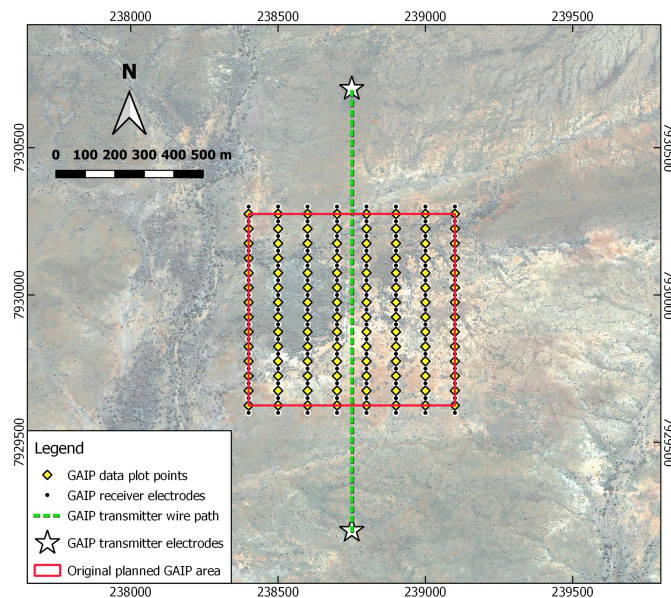 238000 238500 239000 239500
N
0 100 200 300 400 500 m
7930500 7930500
7930000 7930000
7929500 7929500
Legend
GAIP data plot points
GAIP receiver electrodes
GAIP transmitter wire path
GAIP transmitter electrodes
Original planned GAIP area
238000 238500 239000 239500